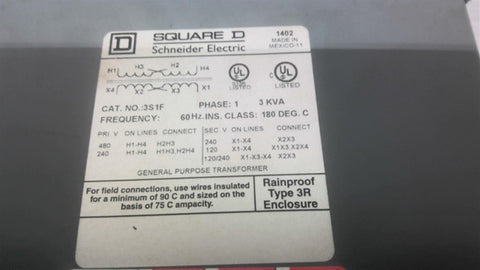 D SQUARE D
Schneider Electric
1402
MADE IN
MEXICO-11
H1 H3 H2 H4
X4 X2 X3 X1
UL
LISTED
C UL
LISTED
CAT. NO.:3S1F PHASE: 1 3 KVA
FREQUENCY: 60Hz. INS. CLASS: 180 DEG. C
PRI V ON LINES CONNECT
480 H1-H4 H2H3
240 H1-H4 H1H3,H2H4
SEC V ON LINES CONNECT
240 X1-X4 X2X3
120 X1-X4 X1X3,X2X4
120/240 X1-X3-X4 X2X3
GENERAL PURPOSE TRANSFORMER
For field connections, use wires insulated
for a minimum of 90 C and sized on the
basis of 75 C ampacity.
Rainproof
Type 3R
Enclosure